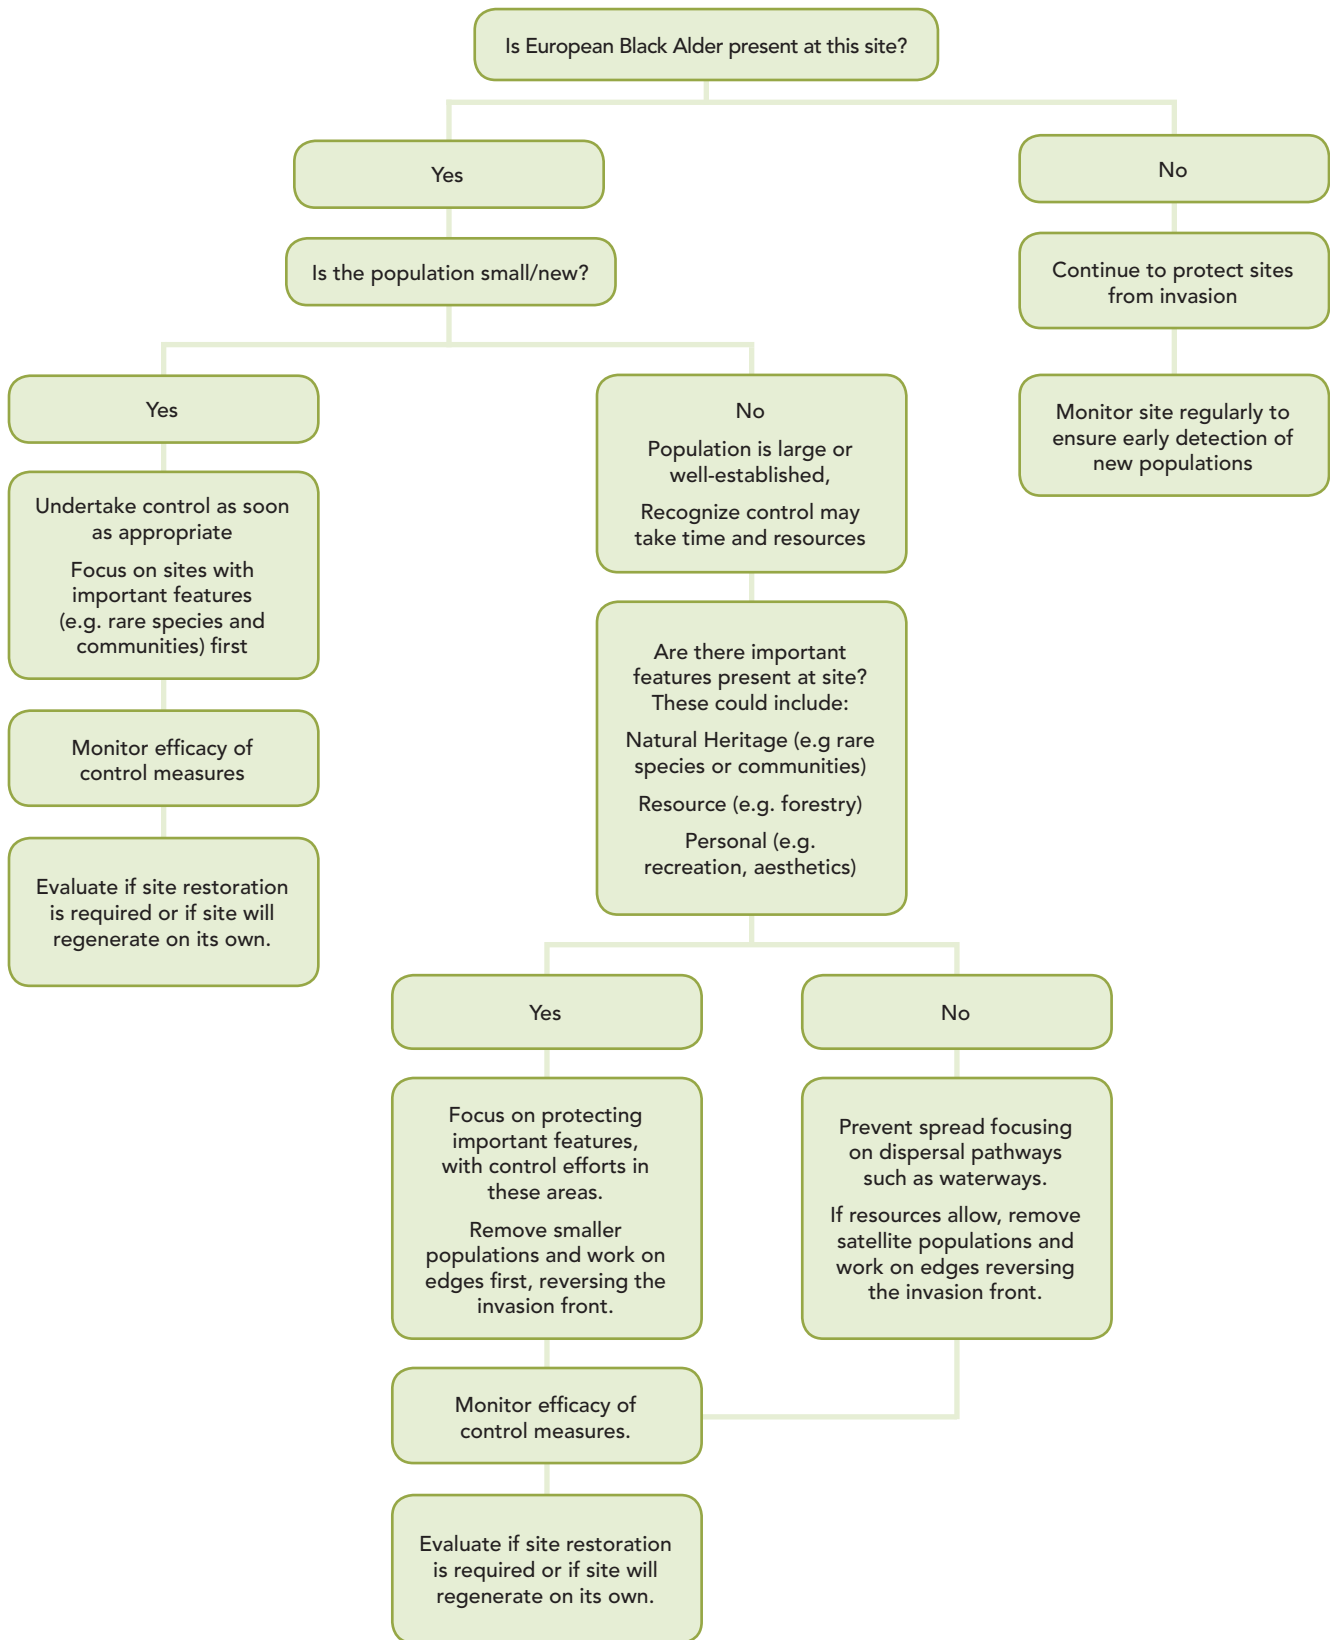 Is European Black Alder present at this site?
Yes
No
Is the population small/new?
Continue to protect sites
from invasion
Monitor site regularly to
ensure early detection of
new populations
Yes
Undertake control as soon
as appropriate
Focus on sites with
important features
(e.g. rare species and
communities) first
Monitor efficacy of
control measures
Evaluate if site restoration
is required or if site will
regenerate on its own.
No
Population is large or
well-established,
Recognize control may
take time and resources
Are there important
features present at site?
These could include:
Natural Heritage (e.g rare
species or communities)
Resource (e.g. forestry)
Personal (e.g.
recreation, aesthetics)
Yes
Focus on protecting
important features,
with control efforts in
these areas.
Remove smaller
populations and work on
edges first, reversing the
invasion front.
No
Prevent spread focusing
on dispersal pathways
such as waterways.
If resources allow, remove
satellite populations and
work on edges reversing
the invasion front.
Monitor efficacy of
control measures.
Evaluate if site restoration
is required or if site will
regenerate on its own.